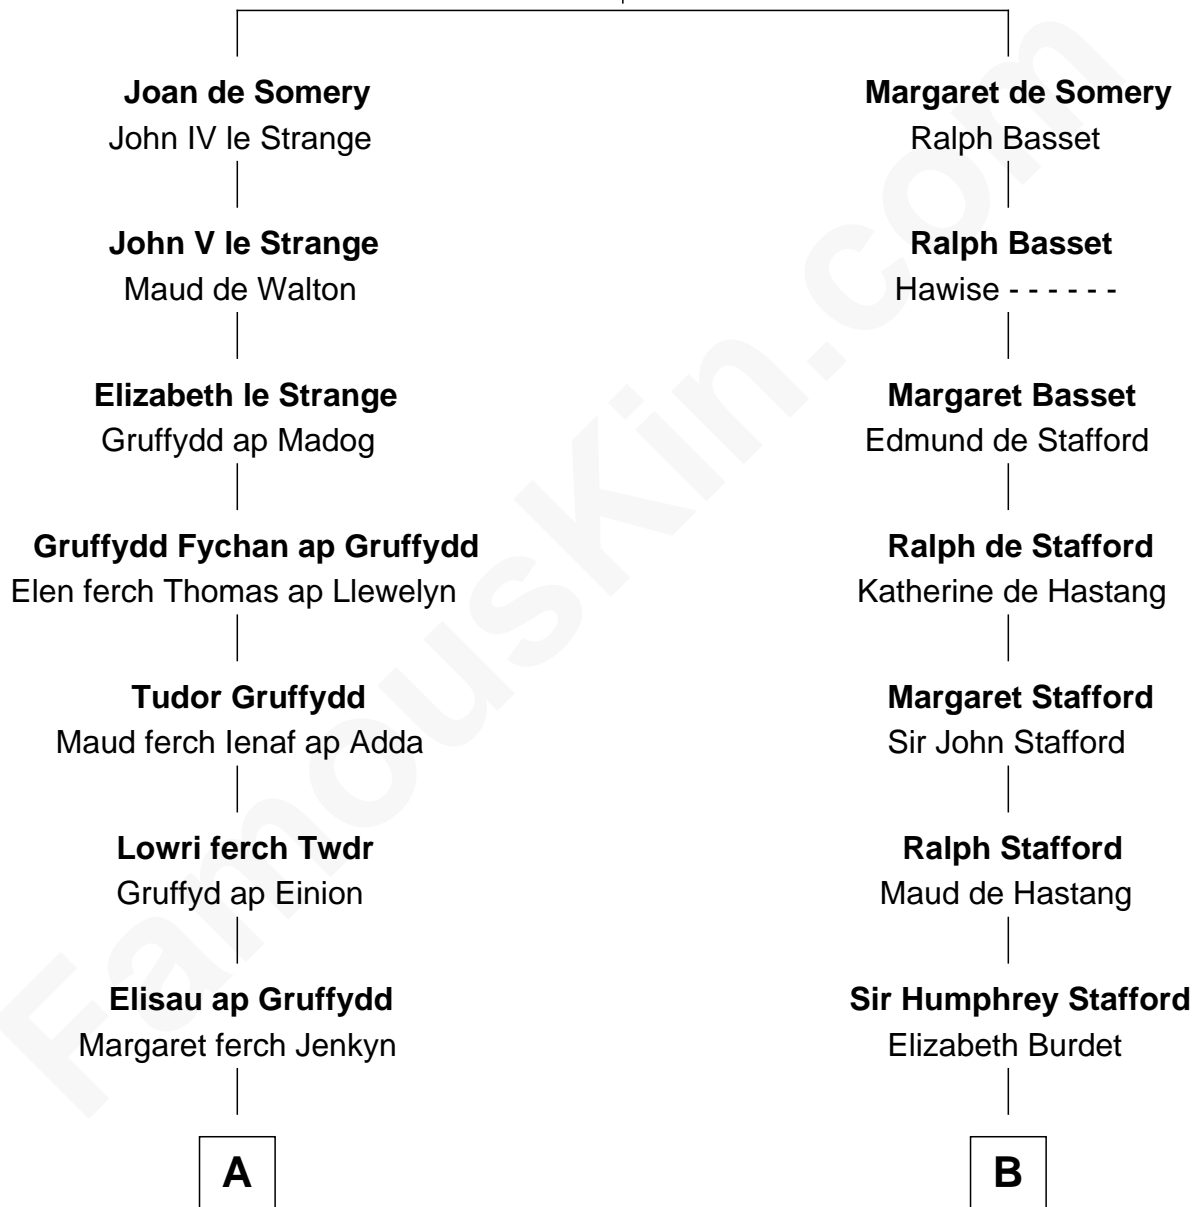 Joan de Somery
John IV le Strange
John V le Strange
Maud de Walton
Elizabeth le Strange
Gruffydd ap Madog
Gruffydd Fychan ap Gruffydd
Elen ferch Thomas ap Llewelyn
Tudor Gruffydd
Maud ferch Ienaf ap Adda
Lowri ferch Twdr
Gruffyd ap Einion
Elisau ap Gruffydd
Margaret ferch Jenkyn
A
Margaret de Somery
Ralph Basset
Ralph Basset
Hawise - - - - - -
Margaret Basset
Edmund de Stafford
Ralph de Stafford
Katherine de Hastang
Margaret Stafford
Sir John Stafford
Ralph Stafford
Maud de Hastang
Sir Humphrey Stafford
Elizabeth Burdet
B
FamousKin.com